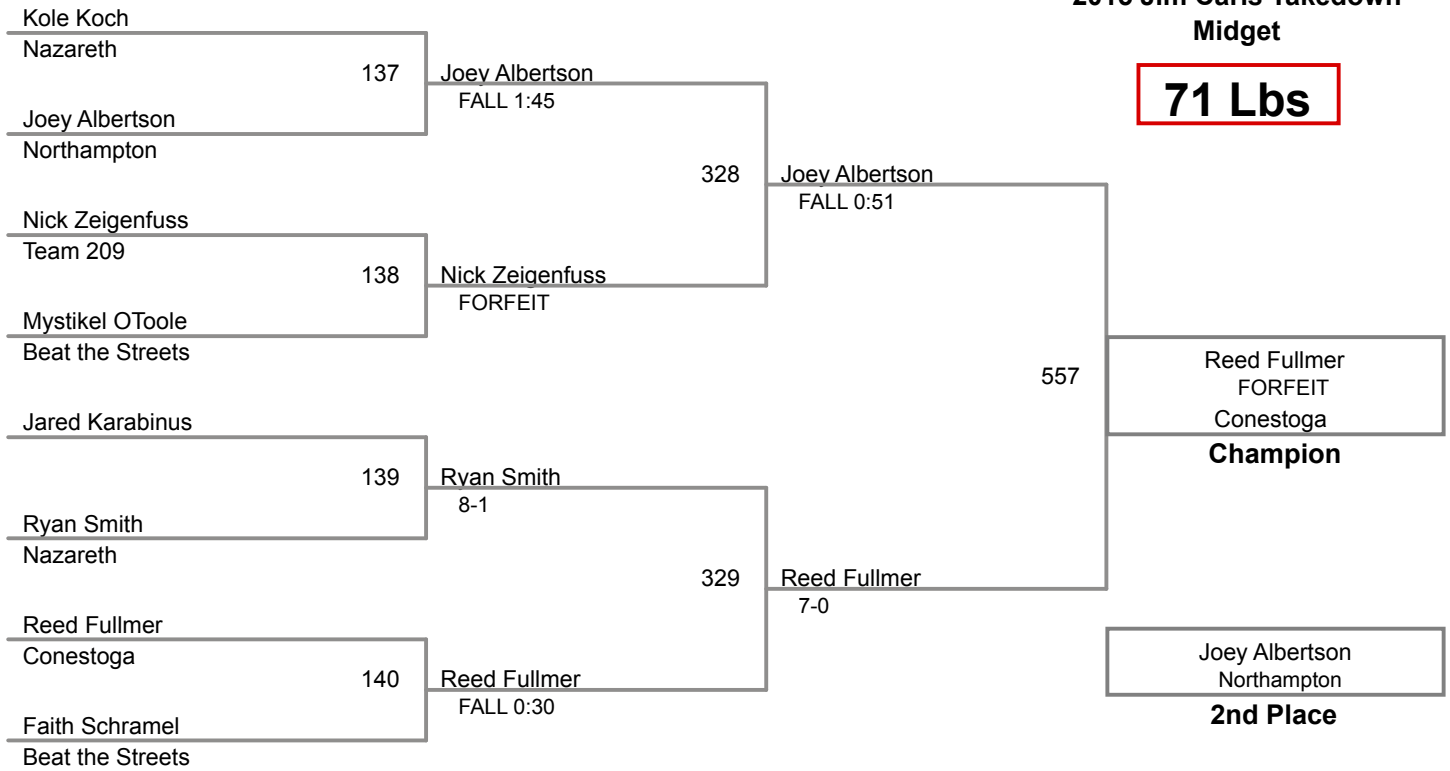 Midget
71 Lbs
Kole Koch
Nazareth
137
Joey Albertson
FALL 1:45
Joey Albertson
Northampton
328
Joey Albertson
FALL 0:51
Nick Zeigenfuss
Team 209
138
Nick Zeigenfuss
FORFEIT
Mystikel OToole
Beat the Streets
557
Reed Fullmer
FORFEIT
Conestoga
Champion
Jared Karabinus
139
Ryan Smith
8-1
Ryan Smith
Nazareth
329
Reed Fullmer
7-0
Reed Fullmer
Conestoga
140
Reed Fullmer
FALL 0:30
Faith Schramel
Beat the Streets
Joey Albertson
Northampton
2nd Place